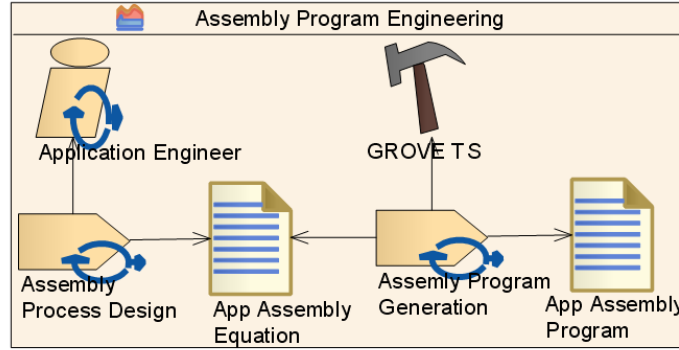 Assembly Program Engineering
Application Engineer
GROVE TS
Assembly
Process Design
App Assembly
Equation
Assemly Program
Generation
App Assembly
Program